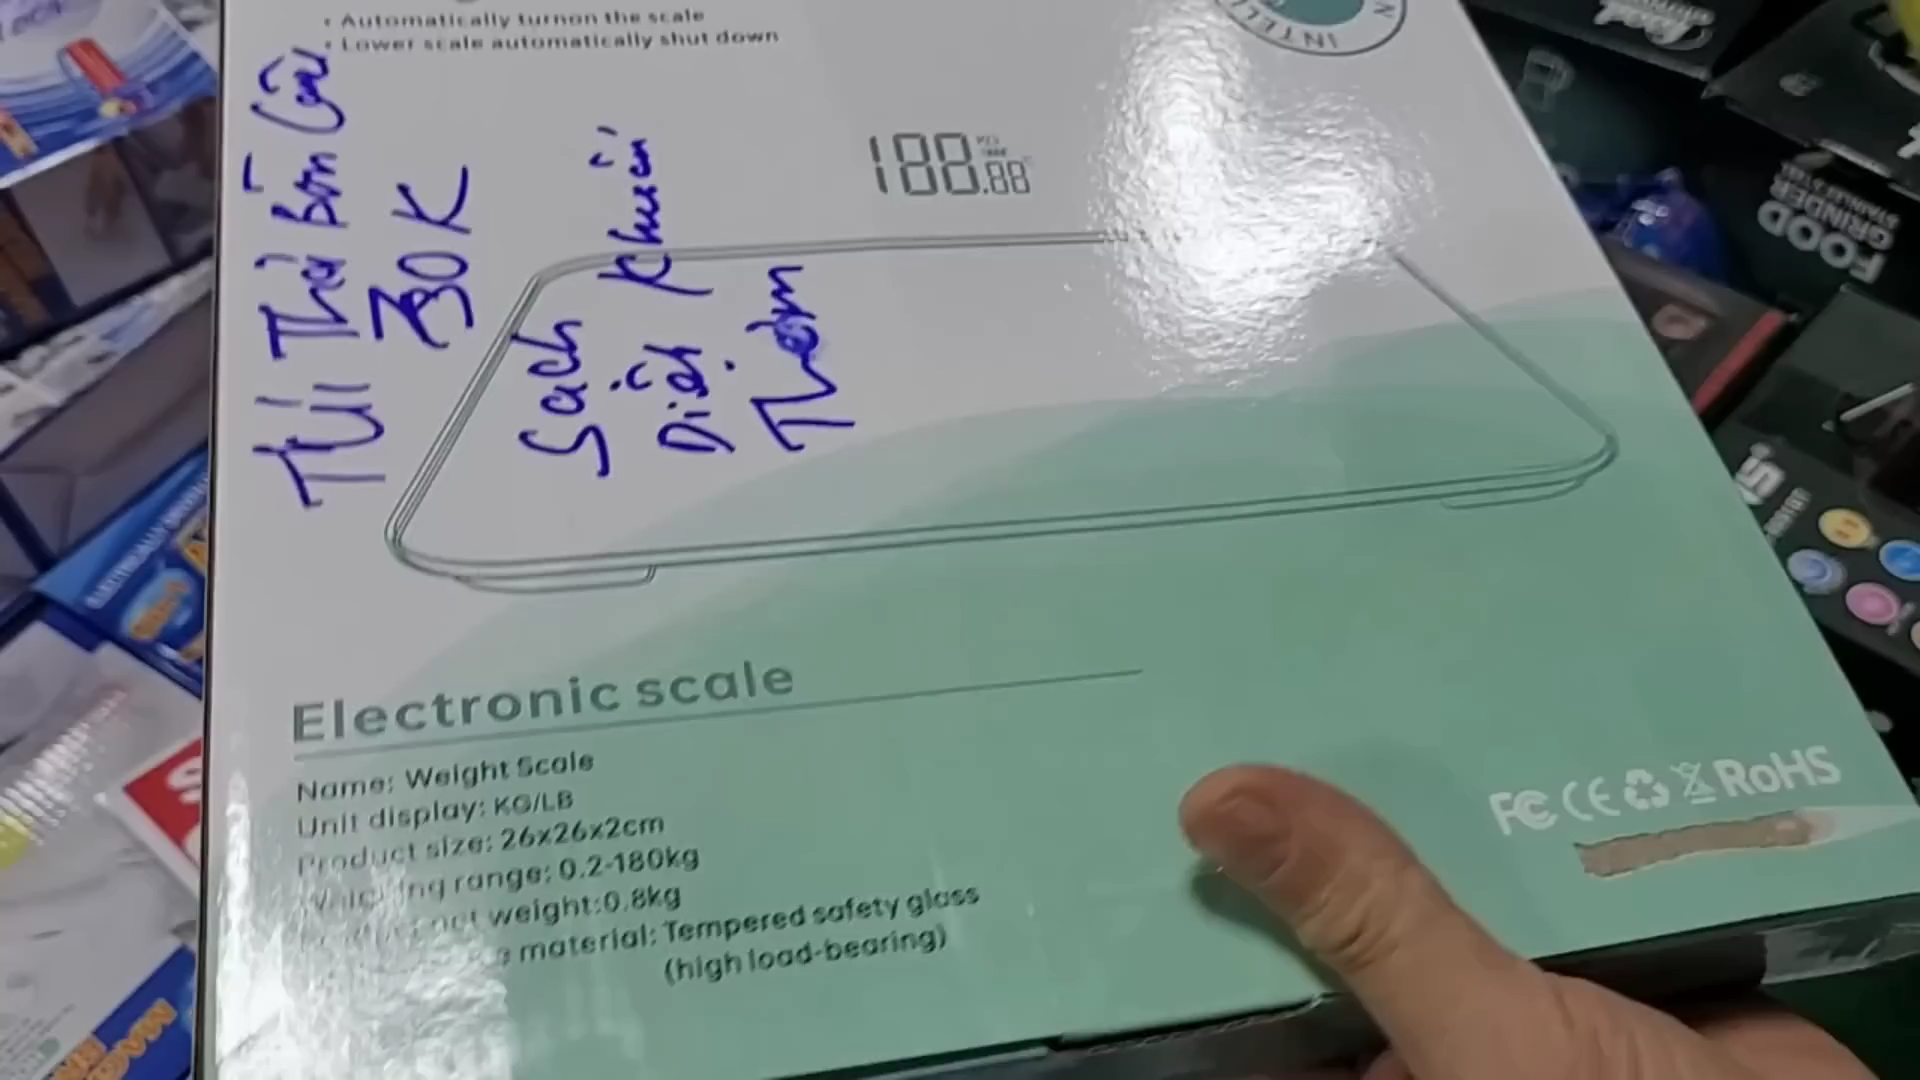 • Automatically turnon the scale
• Lower scale automatically shut down
INTELLI
188.88
Túi Thả Bồn Cầu
30K
Sạch
Diệt Khuẩn
Thơm
Electronic scale
Name: Weight Scale
Unit display: KG/LB
Product size: 26x26x2cm
range: 0.2-180kg
weight:0.8kg
material: Tempered safety glass
(high load-bearing)
FC CE RoHS
FOOD
GRINDER